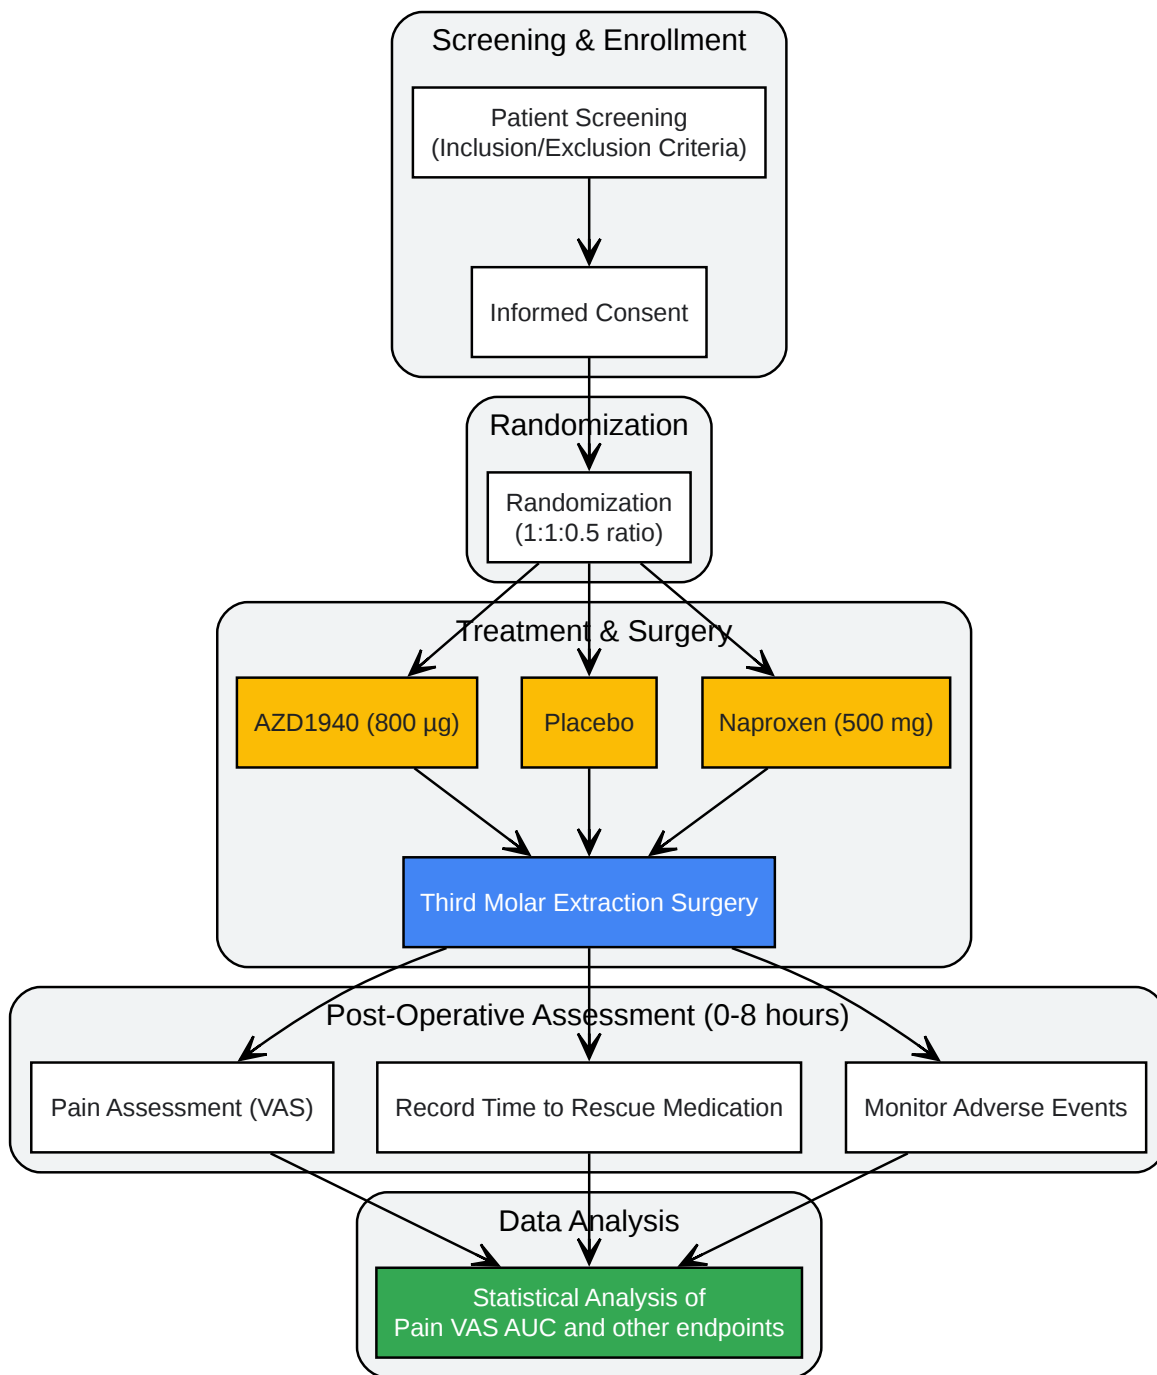 Screening & Enrollment
Patient Screening
(Inclusion/Exclusion Criteria)
Informed Consent
Randomization
Randomization
(1:1:0.5 ratio)
Treatment & Surgery
AZD1940 (800 µg)
Placebo
Naproxen (500 mg)
Third Molar Extraction Surgery
Post-Operative Assessment (0-8 hours)
Pain Assessment (VAS)
Record Time to Rescue Medication
Monitor Adverse Events
Data Analysis
Statistical Analysis of
Pain VAS AUC and other endpoints